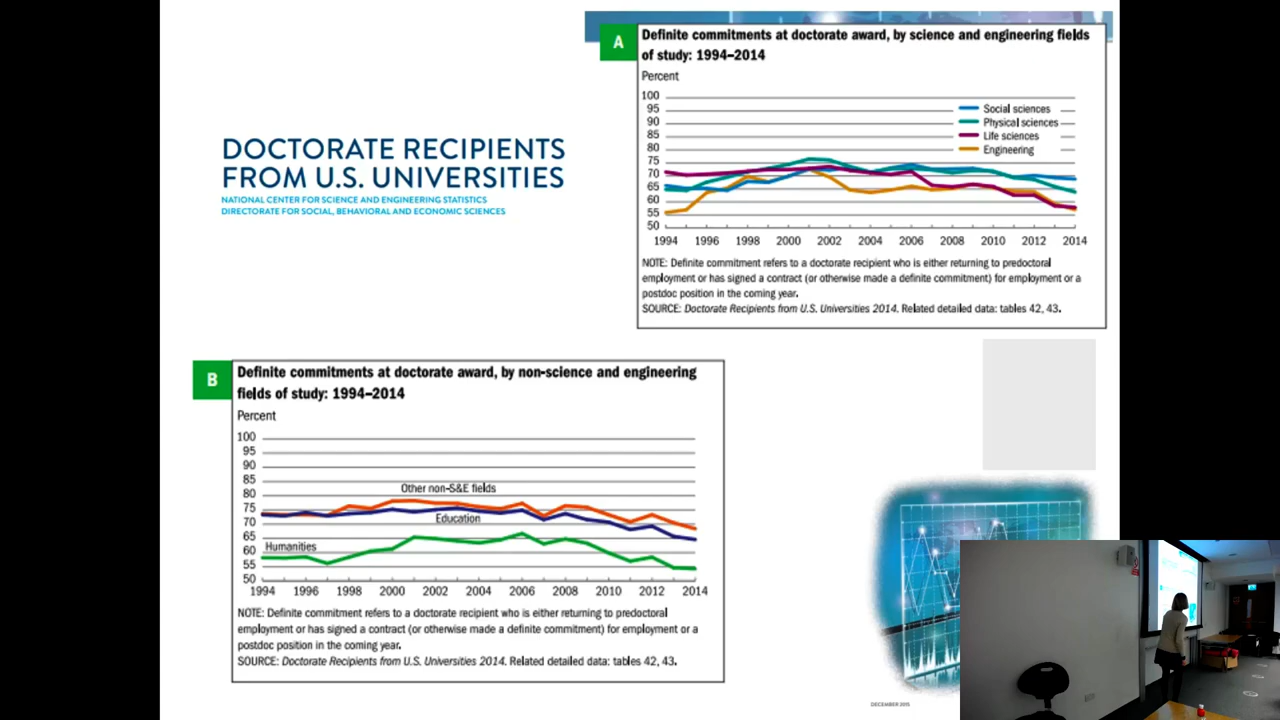 DOCTORATE RECIPIENTS
FROM U.S. UNIVERSITIES
NATIONAL CENTER FOR SCIENCE AND ENGINEERING STATISTICS
DIRECTORATE FOR SOCIAL, BEHAVIORAL AND ECONOMIC SCIENCES
A
Definite commitments at doctorate award, by science and engineering fields
of study: 1994–2014
Percent
100
95
90
85
80
75
70
65
60
55
50
Social sciences
Physical sciences
Life sciences
Engineering
1994 1996 1998 2000 2002 2004 2006 2008 2010 2012 2014
NOTE: Definite commitment refers to a doctorate recipient who is either returning to predoctoral
employment or has signed a contract (or otherwise made a definite commitment) for employment or a
postdoc position in the coming year.
SOURCE: Doctorate Recipients from U.S. Universities 2014. Related detailed data: tables 42, 43.
B
Definite commitments at doctorate award, by non-science and engineering
fields of study: 1994–2014
Percent
100
95
90
85
80
75
70
65
60
55
50
Other non-S&E fields
Education
Humanities
1994 1996 1998 2000 2002 2004 2006 2008 2010 2012 2014
NOTE: Definite commitment refers to a doctorate recipient who is either returning to predoctoral
employment or has signed a contract (or otherwise made a definite commitment) for employment or a
postdoc position in the coming year.
SOURCE: Doctorate Recipients from U.S. Universities 2014. Related detailed data: tables 42, 43.
DECEMBER 2015